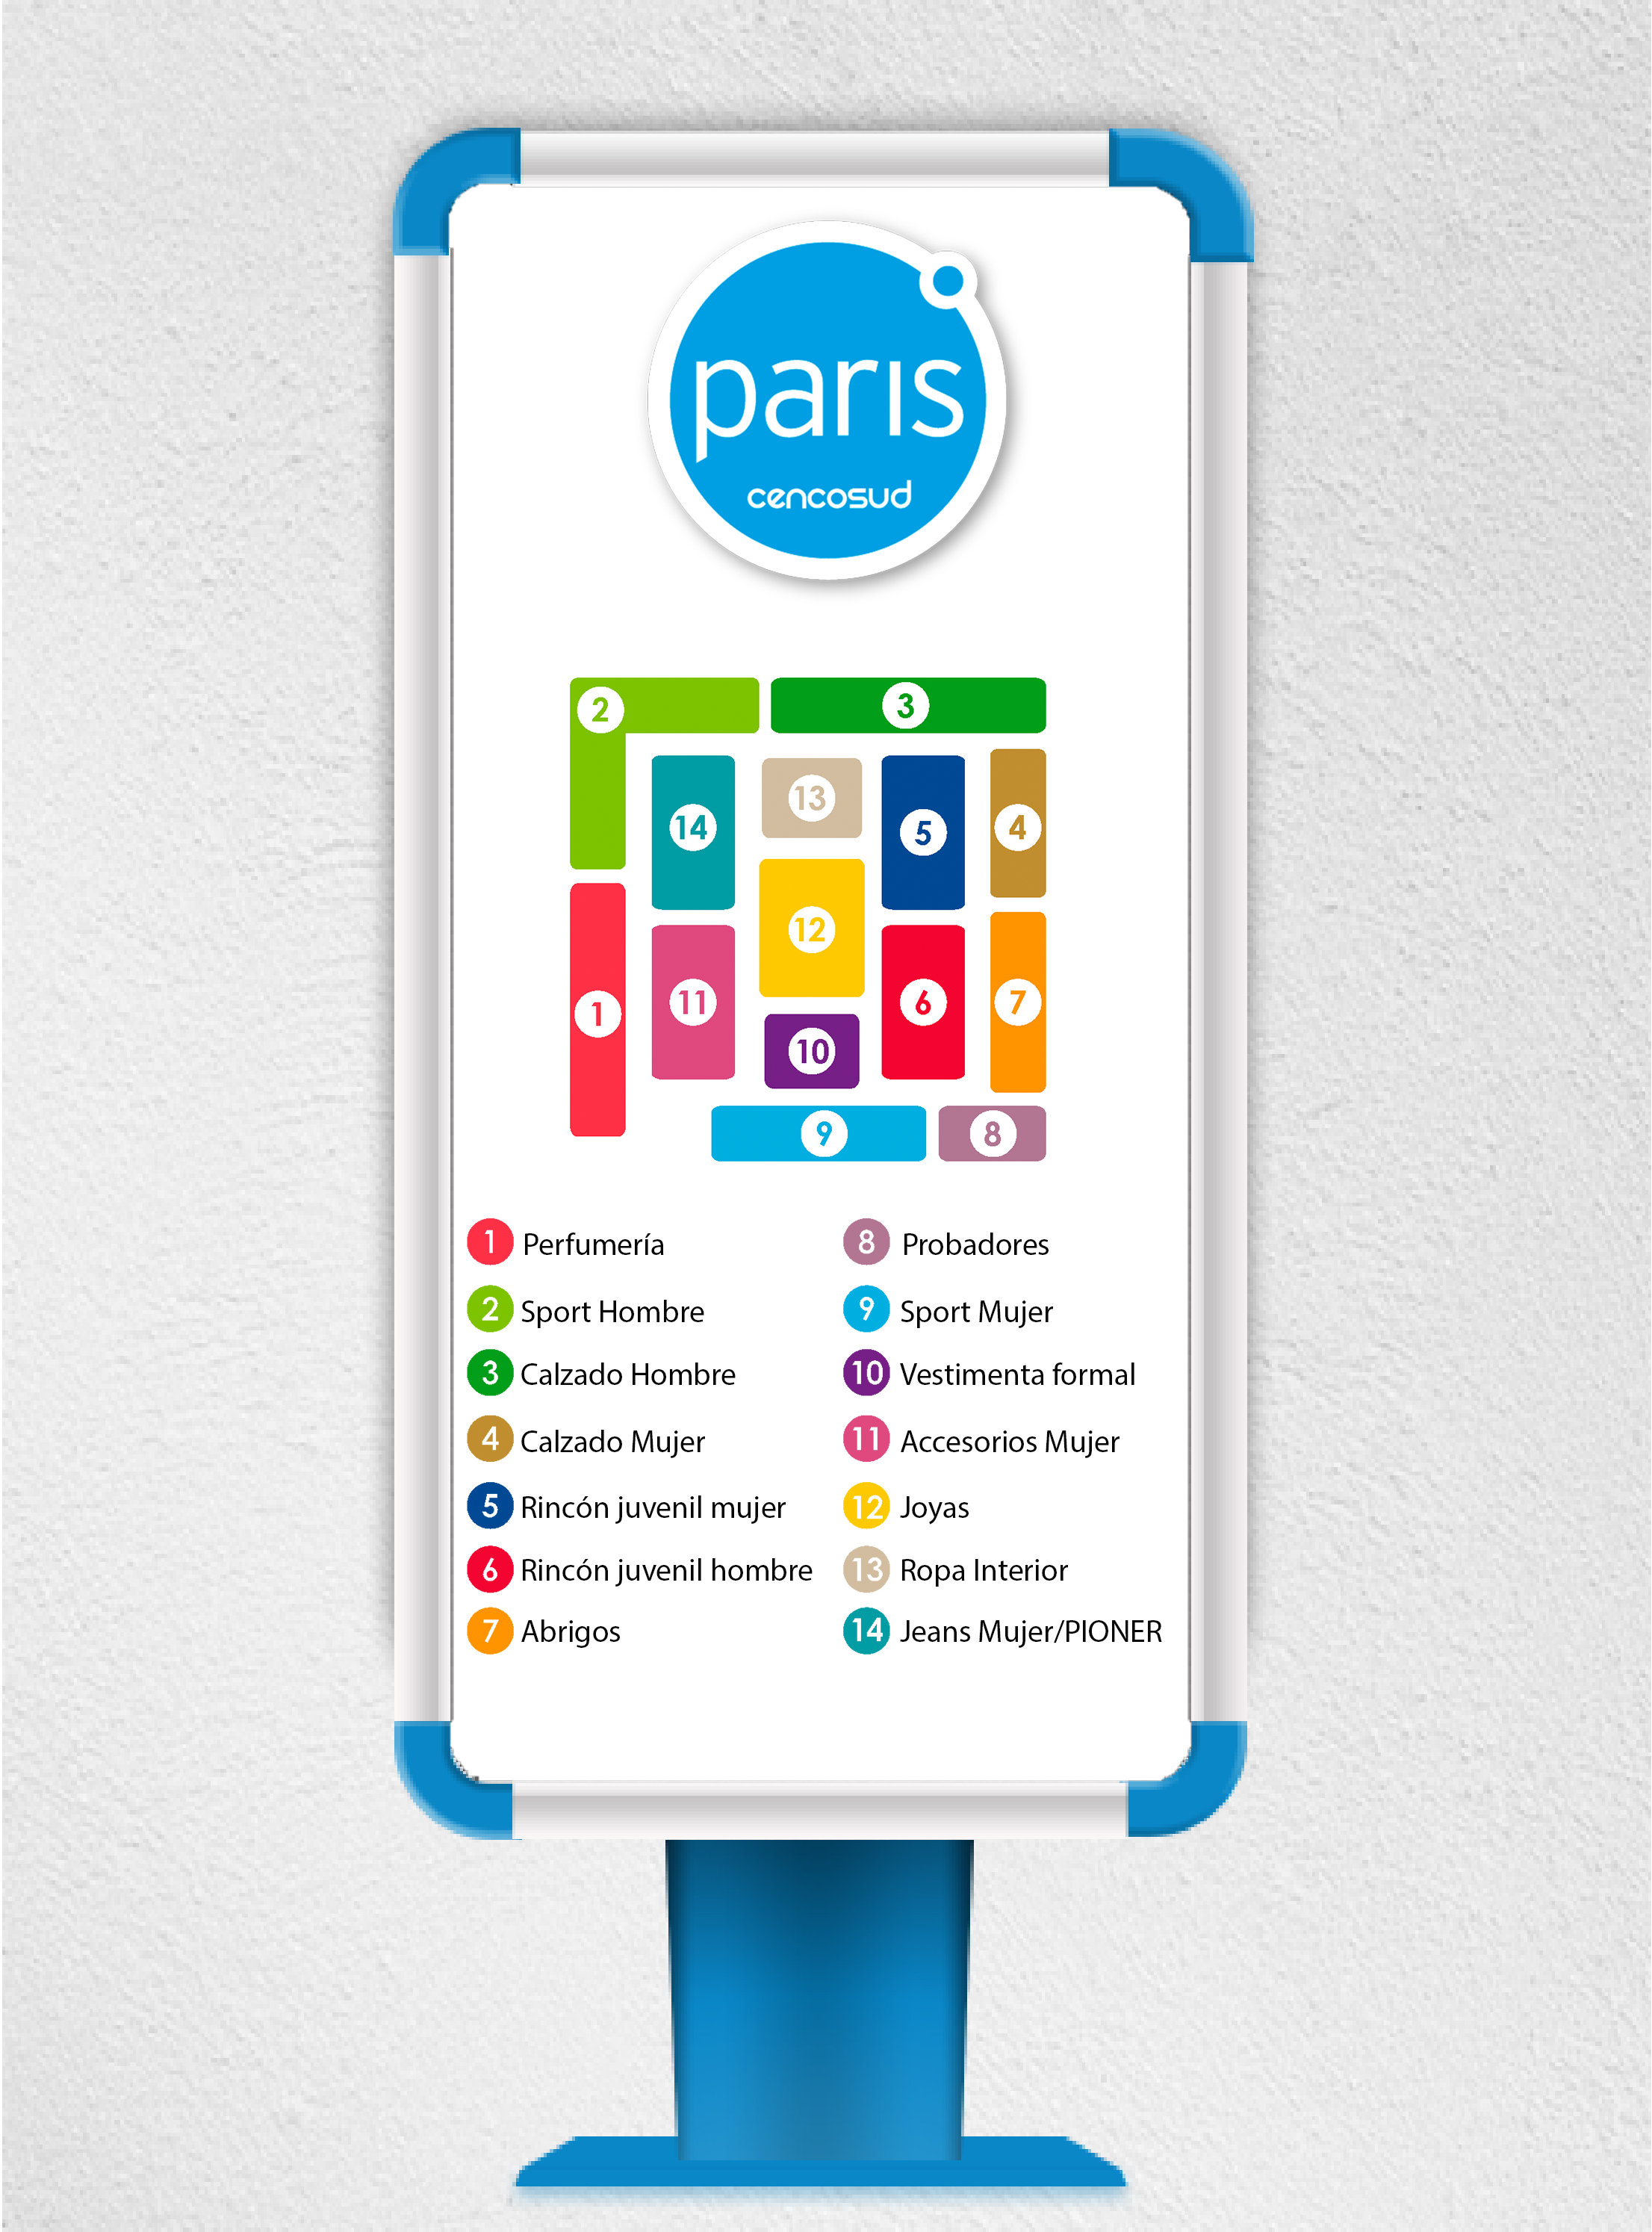 paris
cencosud
2
3
13
14
5
4
12
11
6
7
1
10
9
8
1 Perfumería
2 Sport Hombre
3 Calzado Hombre
4 Calzado Mujer
5 Rincón juvenil mujer
6 Rincón juvenil hombre
7 Abrigos
8 Probadores
9 Sport Mujer
10 Vestimenta formal
11 Accesorios Mujer
12 Joyas
13 Ropa Interior
14 Jeans Mujer/PIONER